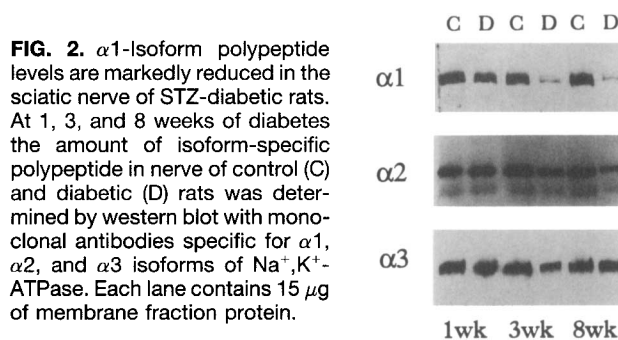 FIG. 2. α1-Isoform polypeptide
levels are markedly reduced in the
sciatic nerve of STZ-diabetic rats.
At 1, 3, and 8 weeks of diabetes
the amount of isoform-specific
polypeptide in nerve of control (C)
and diabetic (D) rats was deter-
mined by western blot with mono-
clonal antibodies specific for α1,
α2, and α3 isoforms of Na⁺,K⁺-
ATPase. Each lane contains 15 μg
of membrane fraction protein.
C D C D C D
α1
α2
α3
1wk 3wk 8wk